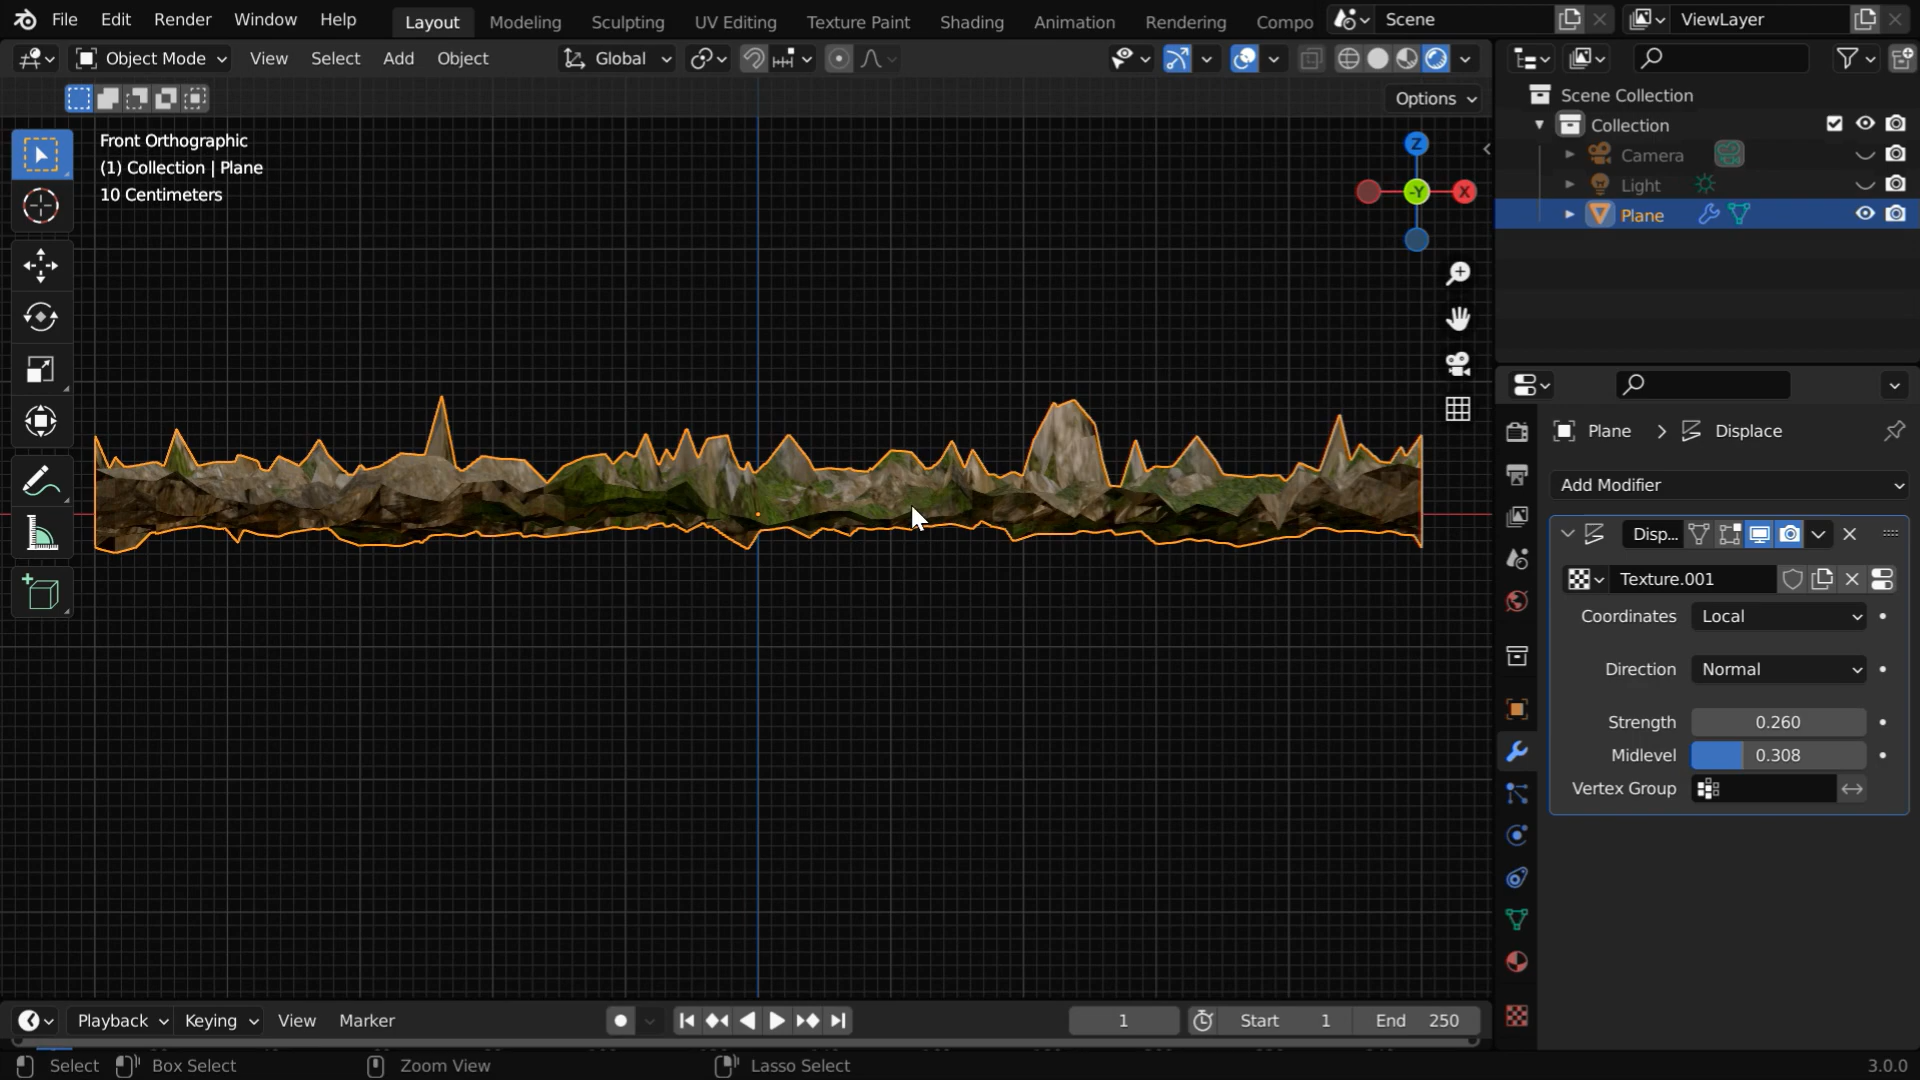 File Edit Render Window Help Layout Modeling Sculpting UV Editing Texture Paint Shading Animation Rendering Compo Scene ViewLayer
Object Mode View Select Add Object Global
Options
Front Orthographic
(1) Collection | Plane
10 Centimeters
Z
-Y
X
Scene Collection
Collection
Camera
Light
Plane
Plane > Displace
Add Modifier
Disp...
Texture.001
Coordinates Local
Direction Normal
Strength 0.260
Midlevel 0.308
Vertex Group
Playback Keying View Marker 1 Start 1 End 250
Select Box Select Zoom View Lasso Select 3.0.0